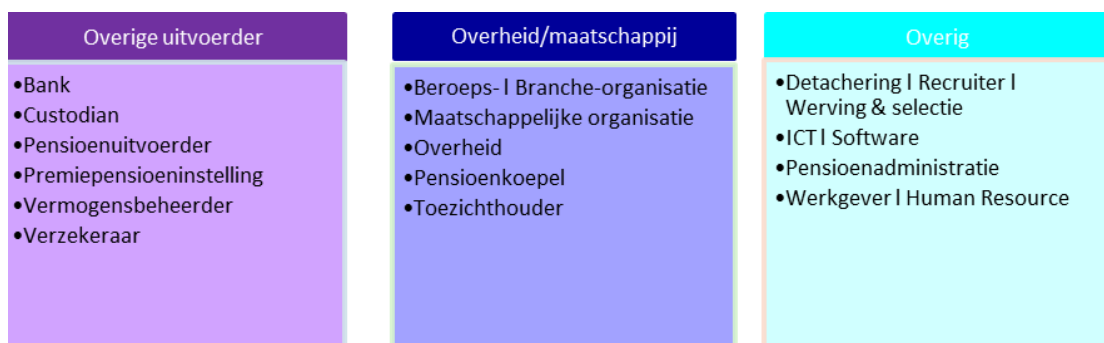 Overige uitvoerder
•Bank
•Custodian
•Pensioenuitvoerder
•Premiepensioeninstelling
•Vermogensbeheerder
•Verzekeraar
Overheid/maatschappij
•Beroeps- l Branche-organisatie
•Maatschappelijke organisatie
•Overheid
•Pensioenkoepel
•Toezichthouder
Overig
•Detachering l Recruiter l
Werving & selectie
•ICT l Software
•Pensioenadministratie
•Werkgever l Human Resource